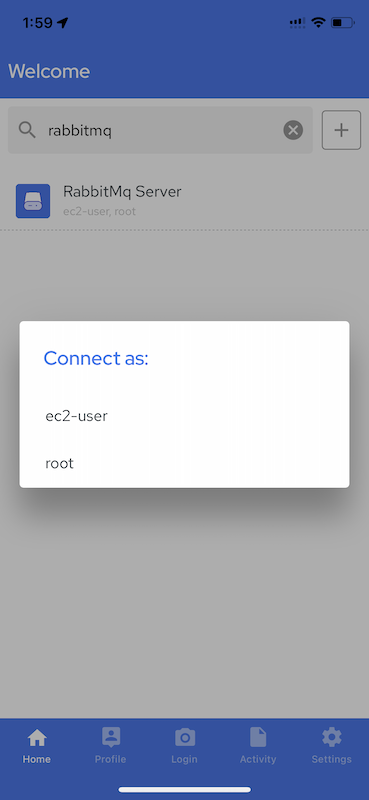 1:59
Welcome
rabbitmq
RabbitMq Server
ec2-user, root
Connect as:
ec2-user
root
Home Profile Login Activity Settings